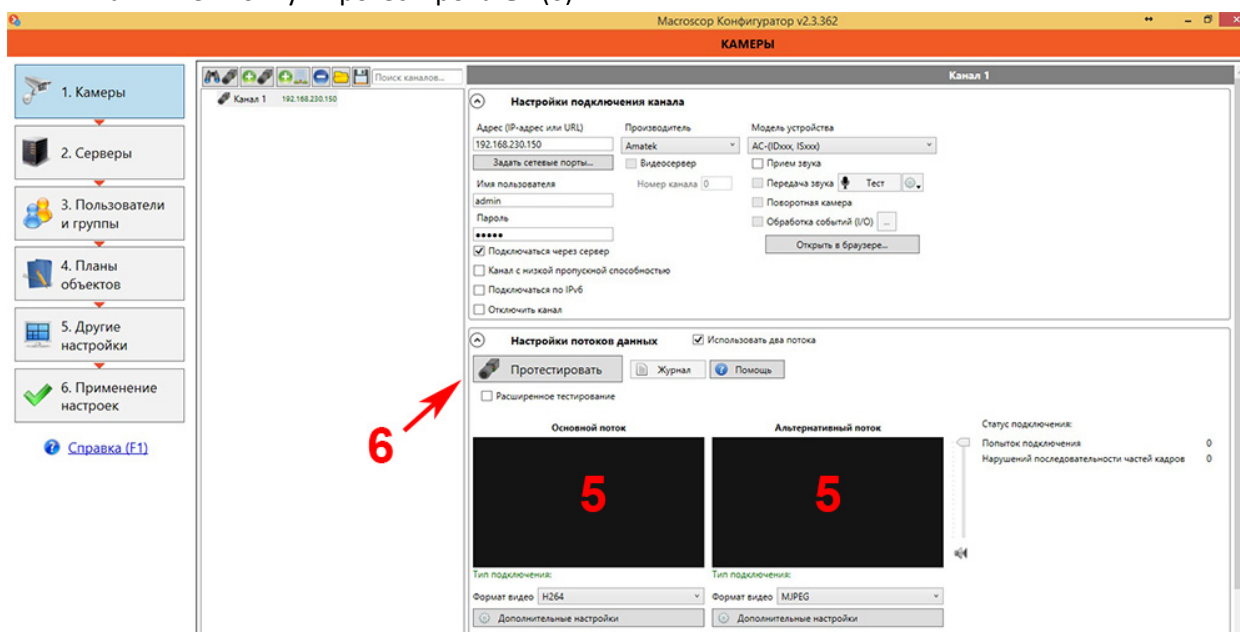 Macroscop Конфигуратор v2.3.362
КАМЕРЫ
1. Камеры
2. Серверы
3. Пользователи
и группы
4. Планы
объектов
5. Другие
настройки
6. Применение
настроек
Справка (F1)
Поиск каналов...
Канал 1 192.168.230.150
Канал 1
Настройки подключения канала
Адрес (IP-адрес или URL) Производитель Модель устройства
192.168.230.150 Amatek AC-(IDxxx, ISxxx)
Задать сетевые порты... Видеосервер Прием звука
Имя пользователя Номер канала 0 Передача звука Тест
admin Поворотная камера
Пароль Обработка событий (I/O) ...
••••• Открыть в браузере...
Подключаться через сервер
Канал с низкой пропускной способностью
Подключаться по IPv6
Отключить канал
Настройки потоков данных Использовать два потока
Протестировать Журнал Помощь
Расширенное тестирование
6
Основной поток Альтернативный поток Статус подключения:
Попыток подключения 0
Нарушений последовательности частей кадров 0
5 5
Тип подключения: Тип подключения:
Формат видео H264 Формат видео MJPEG
Дополнительные настройки Дополнительные настройки